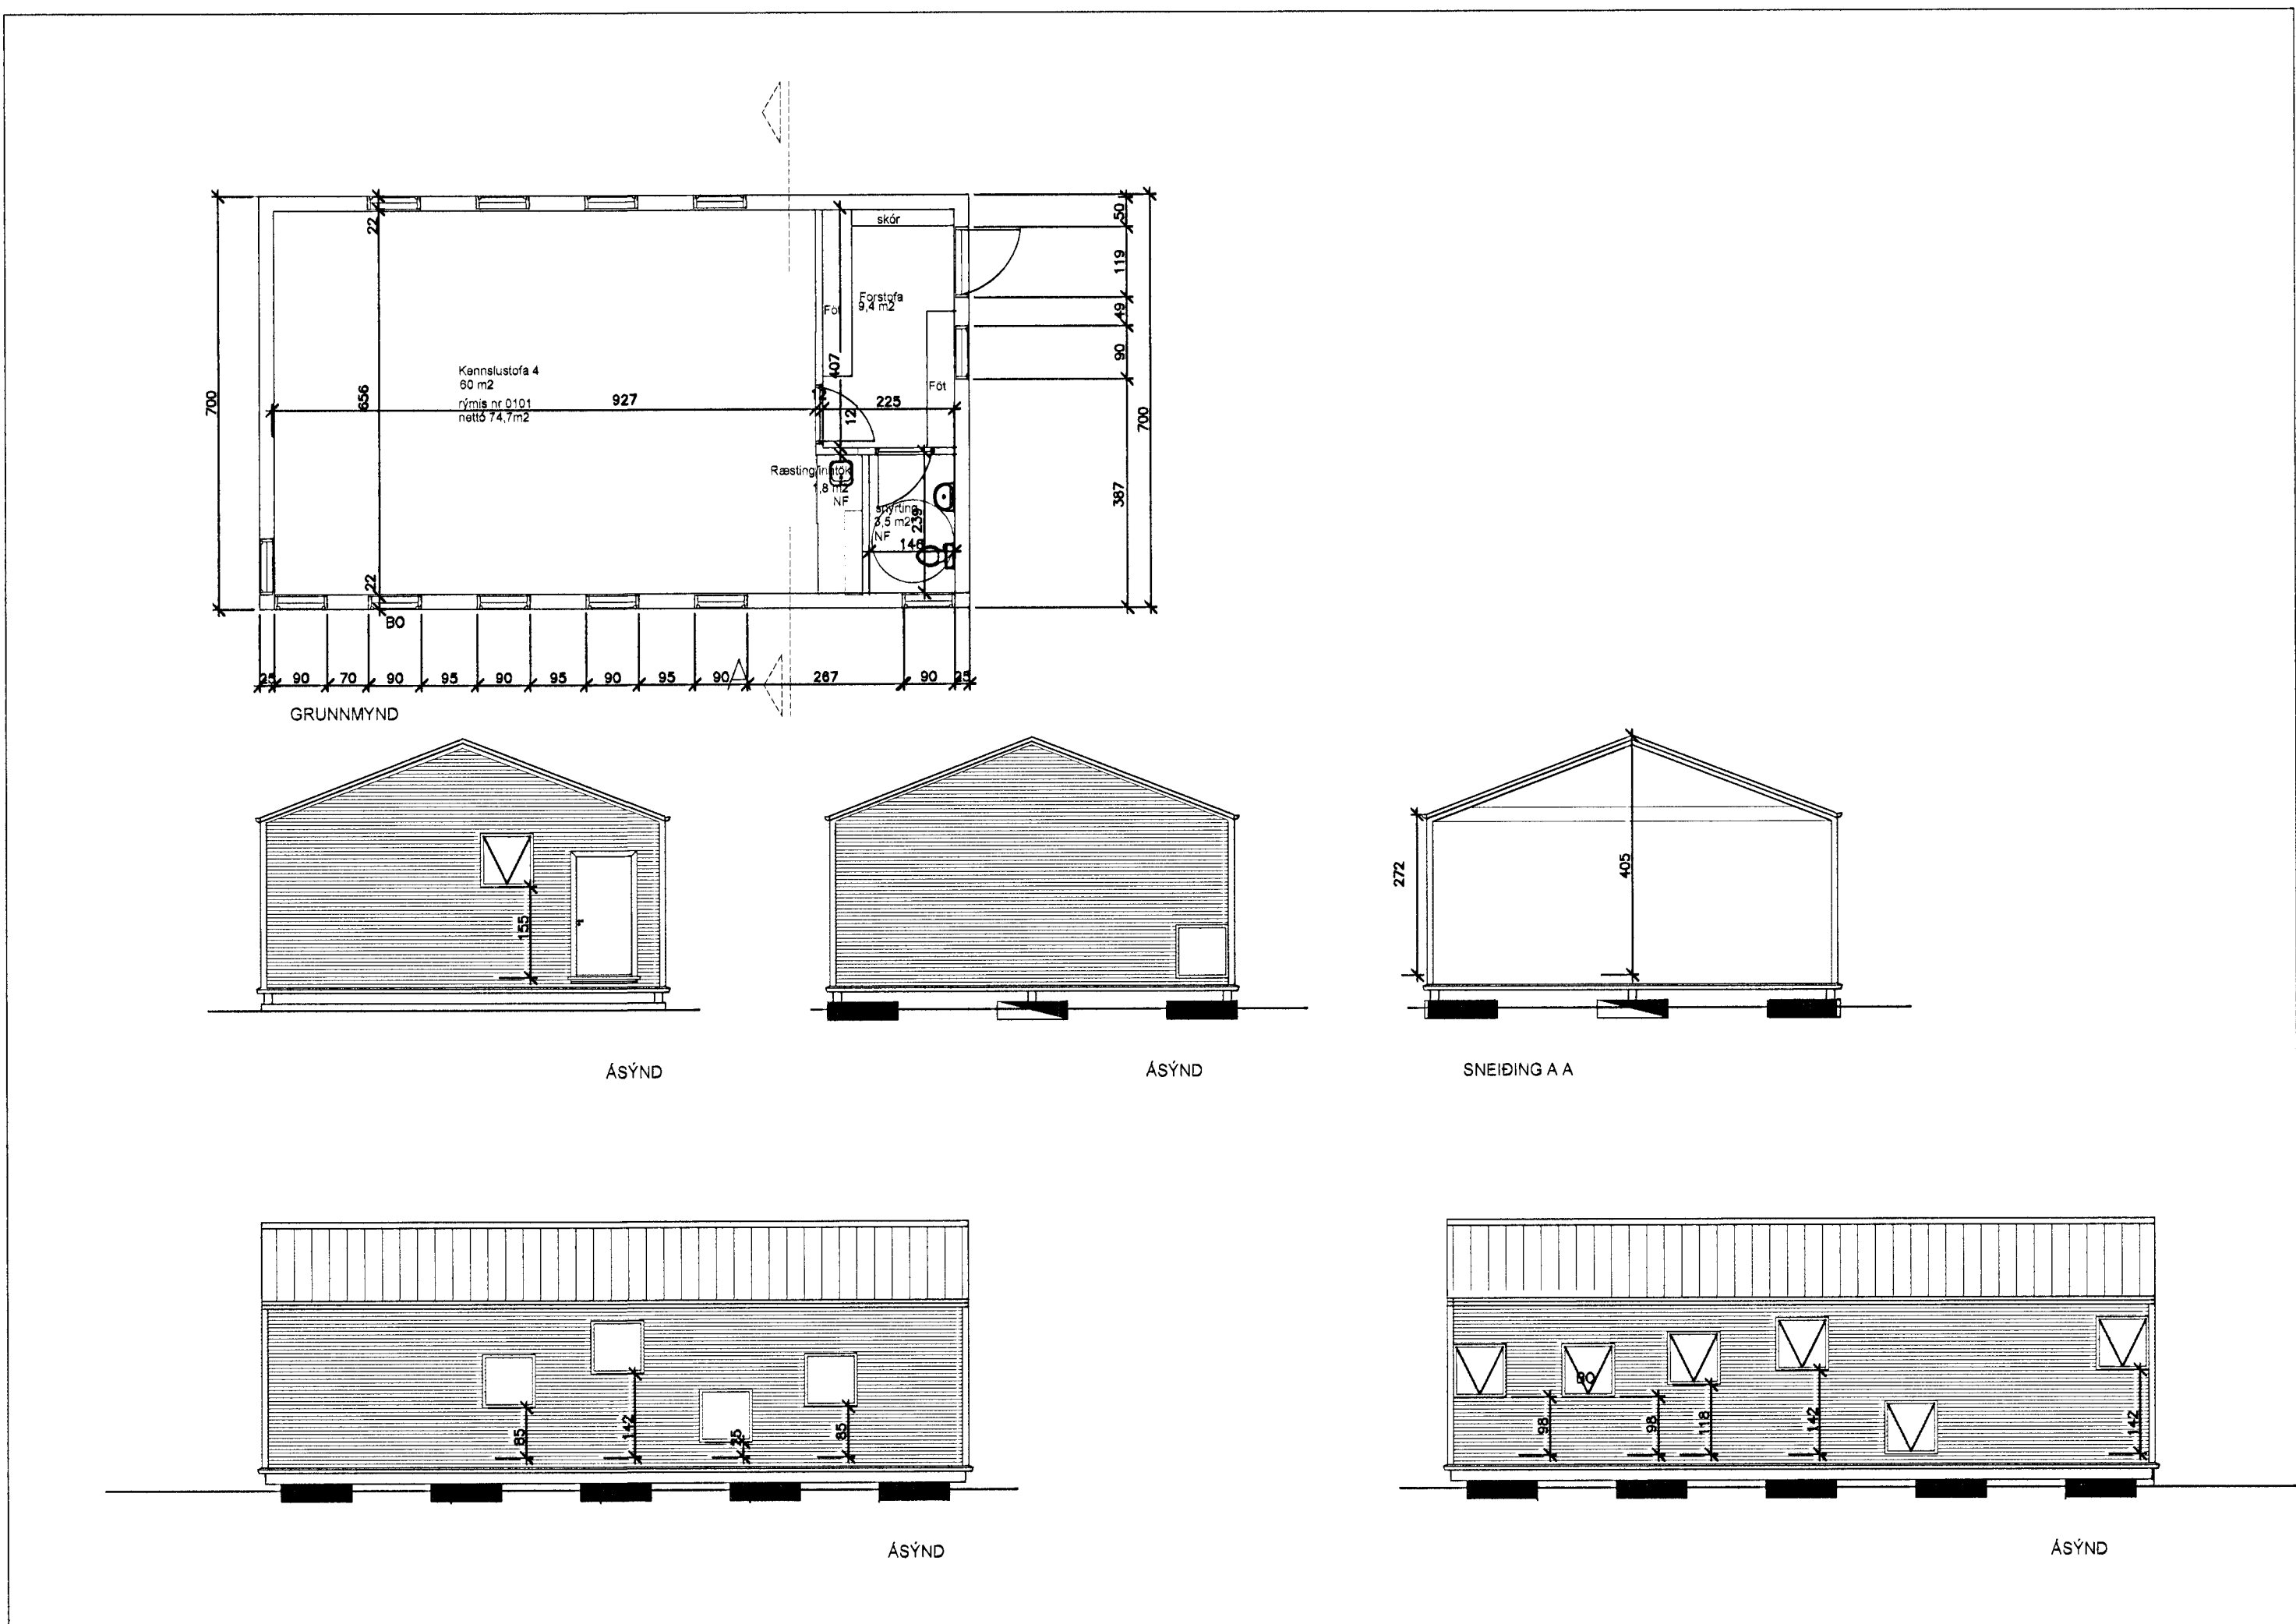 50
22
skór
119
Forstofa
9,4 m2
Föt
49
90
407
Kennslustofa 4
60 m2
Föt
700
656
rýmis nr 0101
nettó 74,7m2
927
12
225
12
700
Ræsting/inntök
1,8 m2
NF
snyrting
3,5 m2
NF
239
146
387
22
BO
25 90 70 90 95 90 95 90 95 90 A 267 90 25
GRUNNMYND
155
272
405
ÁSÝND
ÁSÝND
SNEIÐING A A
85
142
25
85
BO
98
98
118
142
142
ÁSÝND
ÁSÝND